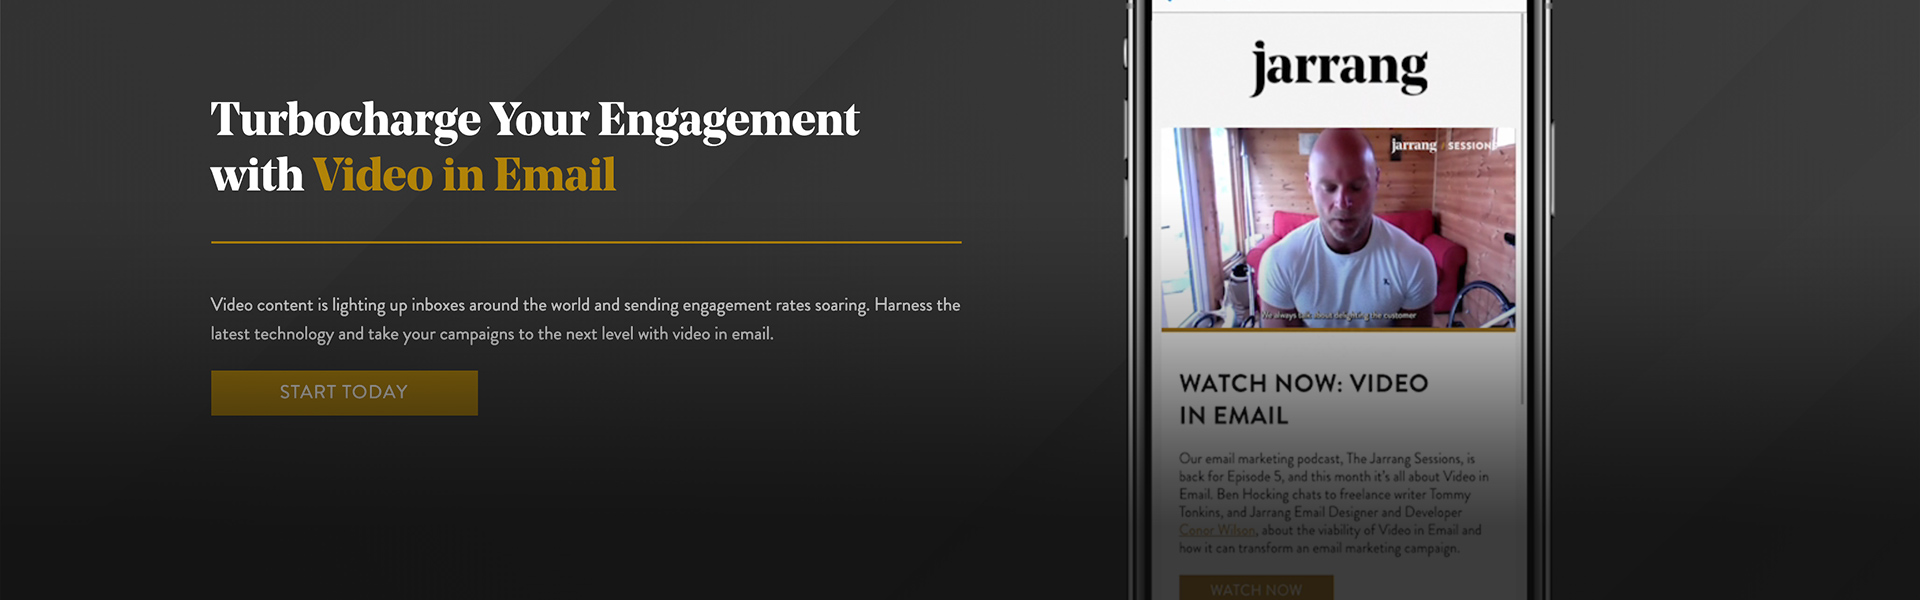 Turbocharge Your Engagement
with Video in Email
Video content is lighting up inboxes around the world and sending engagement rates soaring. Harness the
latest technology and take your campaigns to the next level with video in email.
START TODAY
jarrang
jarrang / SESSIONS
We always talk about delighting the customer
WATCH NOW: VIDEO
IN EMAIL
Our email marketing podcast, The Jarrang Sessions, is
back for Episode 5, and this month it's all about Video in
Email. Ben Hocking chats to freelance writer Tommy
Tonkins, and Jarrang Email Designer and Developer
Conor Wilson, about the viability of Video in Email and
how it can transform an email marketing campaign.
WATCH NOW